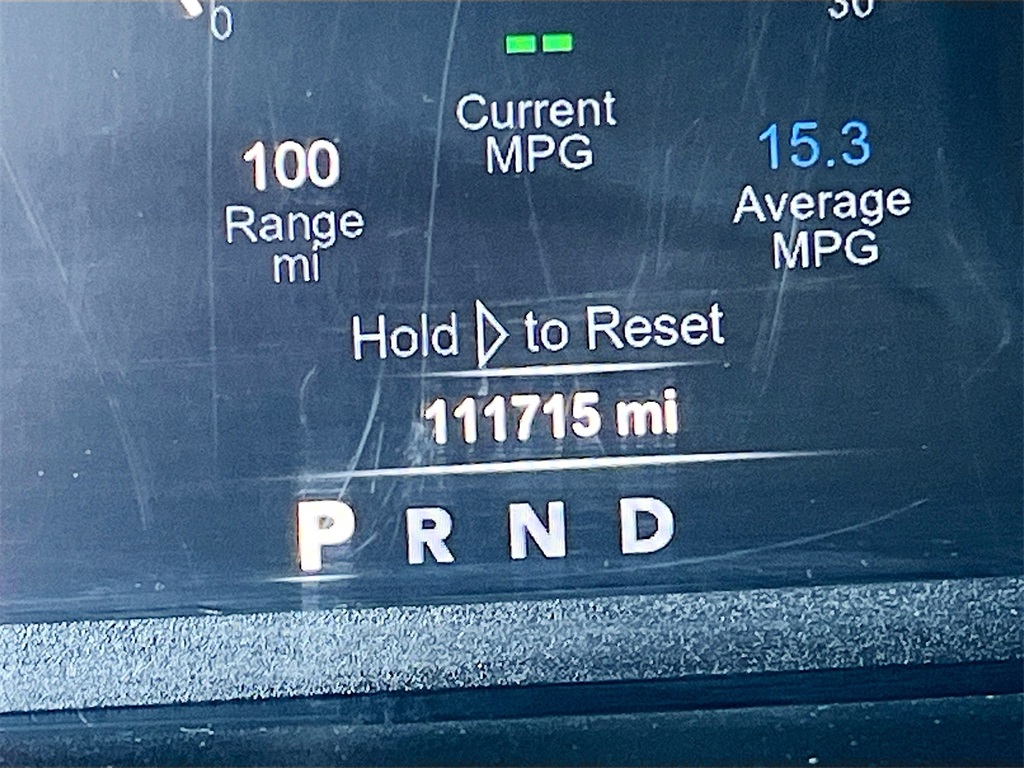 0 30
Current
MPG
100
Range
mi
15.3
Average
MPG
Hold ▷ to Reset
111715 mi
P R N D